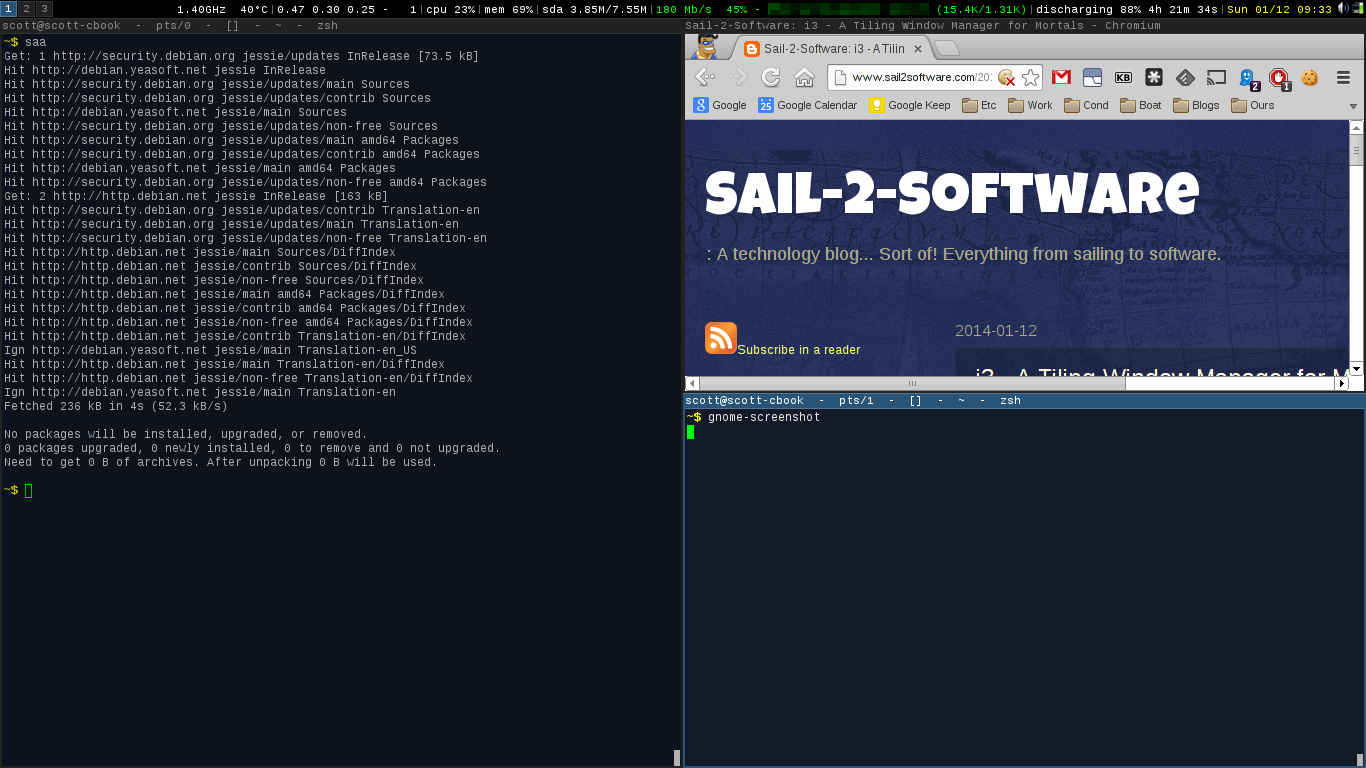 1 2 3 1.40GHz 40°C|0.47 0.30 0.25 - 1|cpu 23%|mem 69%|sda 3.85M/7.55M|180 Mb/s 45% - (15.4K/1.31K)|discharging 88% 4h 21m 34s|Sun 01/12 09:33
scott@scott-cbook - pts/0 - [] - ~ - zsh
~$ saa
Get: 1 http://security.debian.org jessie/updates InRelease [73.5 kB]
Hit http://debian.yeasoft.net jessie InRelease
Hit http://security.debian.org jessie/updates/main Sources
Hit http://security.debian.org jessie/updates/contrib Sources
Hit http://debian.yeasoft.net jessie/main Sources
Hit http://security.debian.org jessie/updates/non-free Sources
Hit http://security.debian.org jessie/updates/main amd64 Packages
Hit http://security.debian.org jessie/updates/contrib amd64 Packages
Hit http://debian.yeasoft.net jessie/main amd64 Packages
Hit http://security.debian.org jessie/updates/non-free amd64 Packages
Get: 2 http://http.debian.net jessie InRelease [163 kB]
Hit http://security.debian.org jessie/updates/contrib Translation-en
Hit http://security.debian.org jessie/updates/main Translation-en
Hit http://security.debian.org jessie/updates/non-free Translation-en
Hit http://http.debian.net jessie/main Sources/DiffIndex
Hit http://http.debian.net jessie/contrib Sources/DiffIndex
Hit http://http.debian.net jessie/non-free Sources/DiffIndex
Hit http://http.debian.net jessie/main amd64 Packages/DiffIndex
Hit http://http.debian.net jessie/contrib amd64 Packages/DiffIndex
Hit http://http.debian.net jessie/non-free amd64 Packages/DiffIndex
Hit http://http.debian.net jessie/contrib Translation-en/DiffIndex
Ign http://debian.yeasoft.net jessie/main Translation-en_US
Hit http://http.debian.net jessie/main Translation-en/DiffIndex
Hit http://http.debian.net jessie/non-free Translation-en/DiffIndex
Ign http://debian.yeasoft.net jessie/main Translation-en
Fetched 236 kB in 4s (52.3 kB/s)
No packages will be installed, upgraded, or removed.
0 packages upgraded, 0 newly installed, 0 to remove and 0 not upgraded.
Need to get 0 B of archives. After unpacking 0 B will be used.
~$
Sail-2-Software: i3 - A Tiling Window Manager for Mortals - Chromium
Sail-2-Software: i3 - A Tilin
www.sail2software.com/20 KB 2 1
Google 25 Google Calendar Google Keep Etc Work Cond Boat Blogs Ours
SAIL-2-SOFTWARE
: A technology blog... Sort of! Everything from sailing to software.
Subscribe in a reader
2014-01-12
i3 - A Tiling Window Manager for M
scott@scott-cbook - pts/1 - [] - ~ - zsh
~$ gnome-screenshot